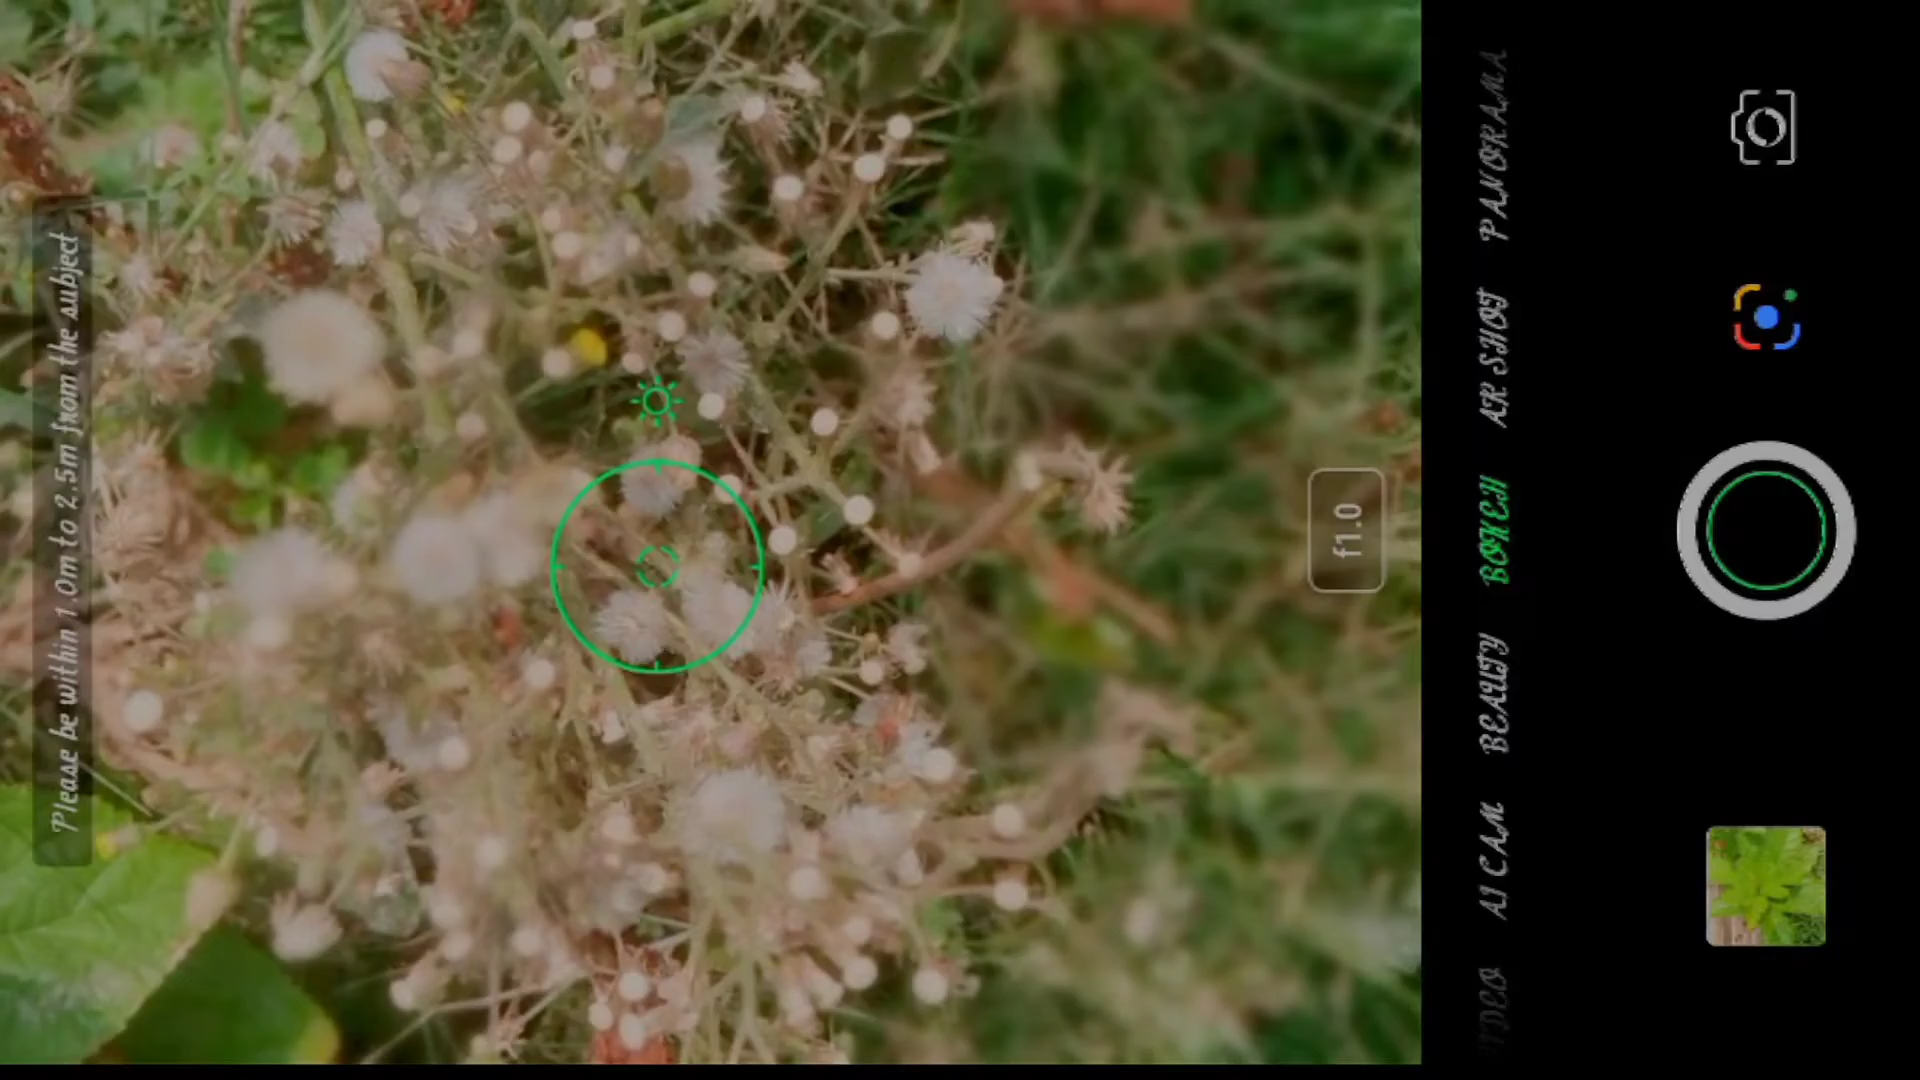 Please be within 1.0m to 2.5m from the subject
f1.0
VIDEO
AI CAM
BEAUTY
BOKEH
AR SHOT
PANORAMA